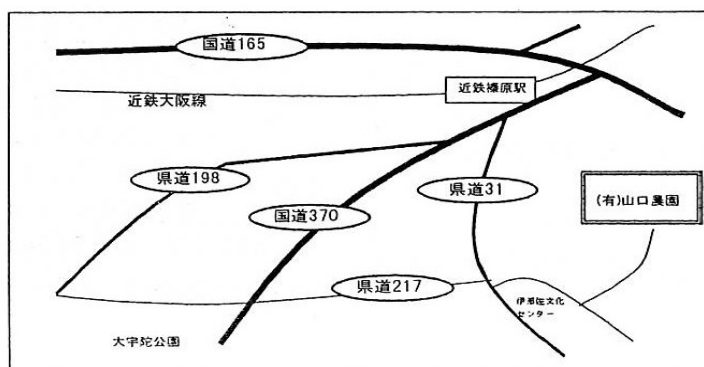 国道165
近鉄榛原駅
近鉄大阪線
県道198
県道31
(有)山口農園
国道370
県道217
伊那佐文化
センター
大宇陀公園